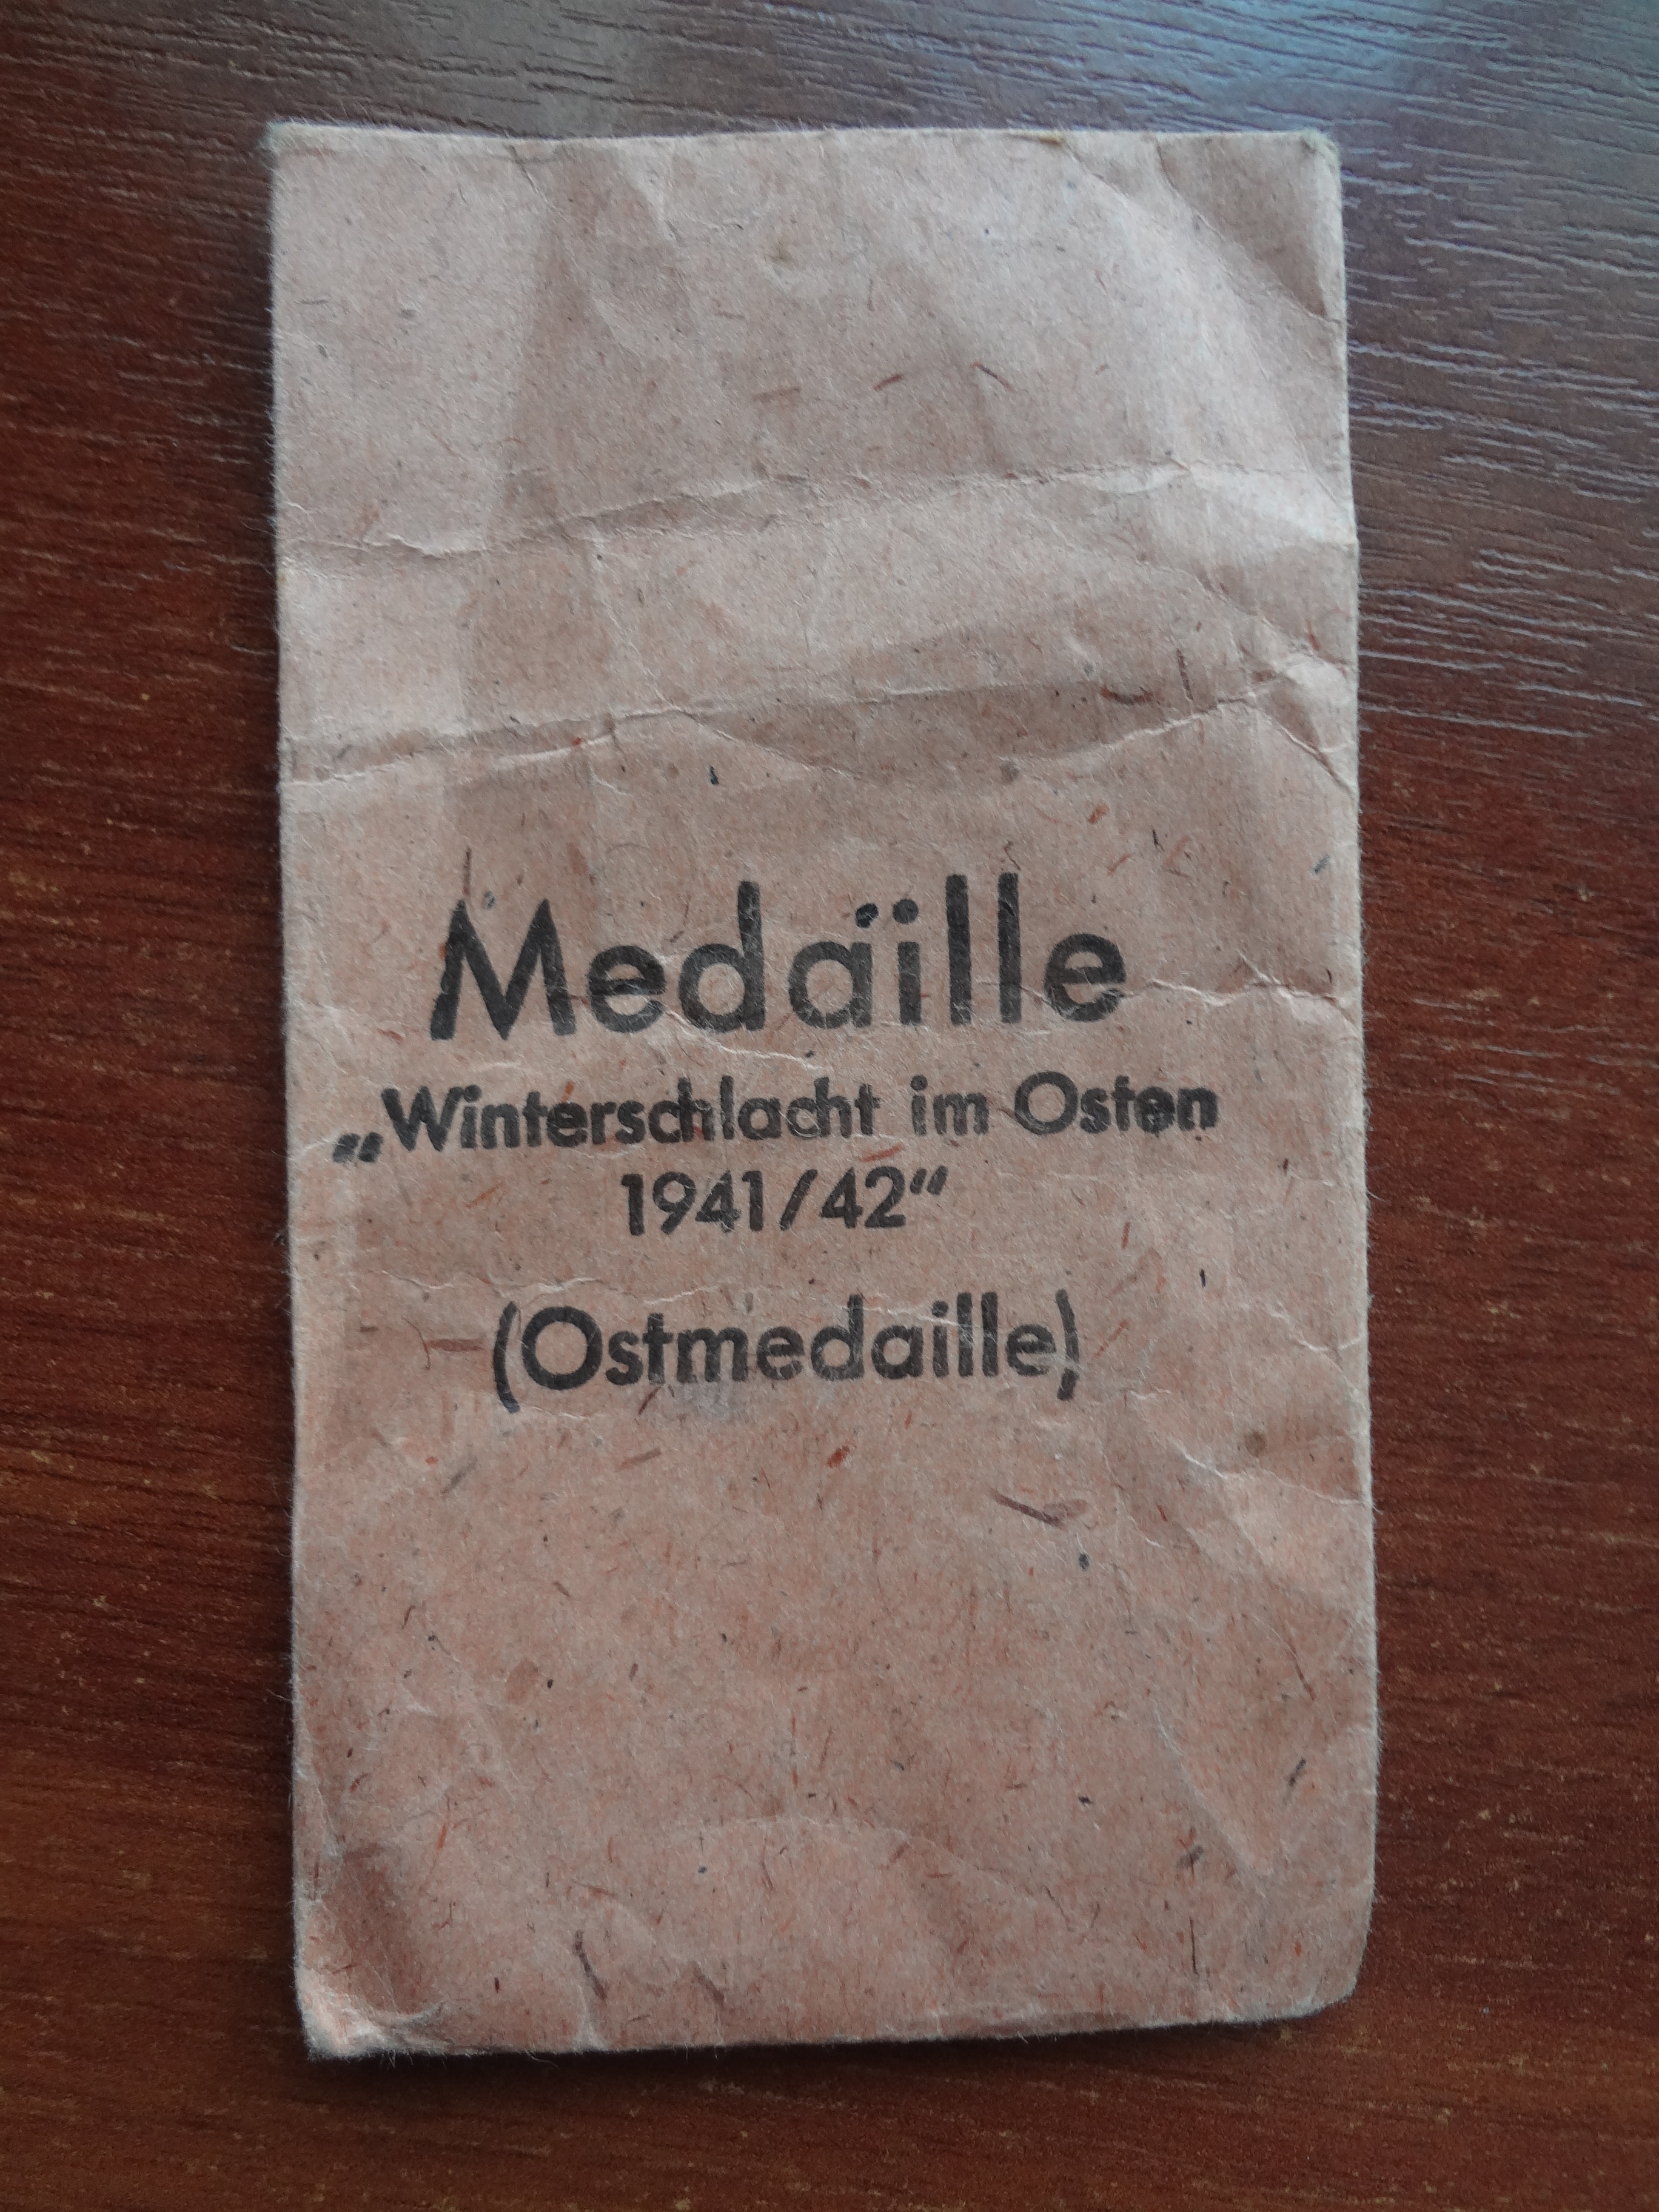 Medaille
„Winterschlacht im Osten
1941/42“
(Ostmedaille)